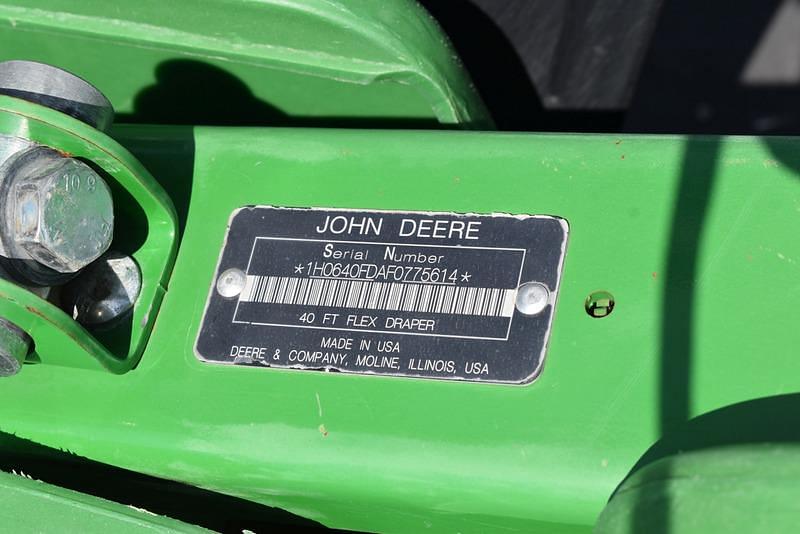 10 9
JOHN DEERE
Serial Number
*1H0640FDAF0775614*
40 FT FLEX DRAPER
MADE IN USA
DEERE & COMPANY, MOLINE, ILLINOIS, USA